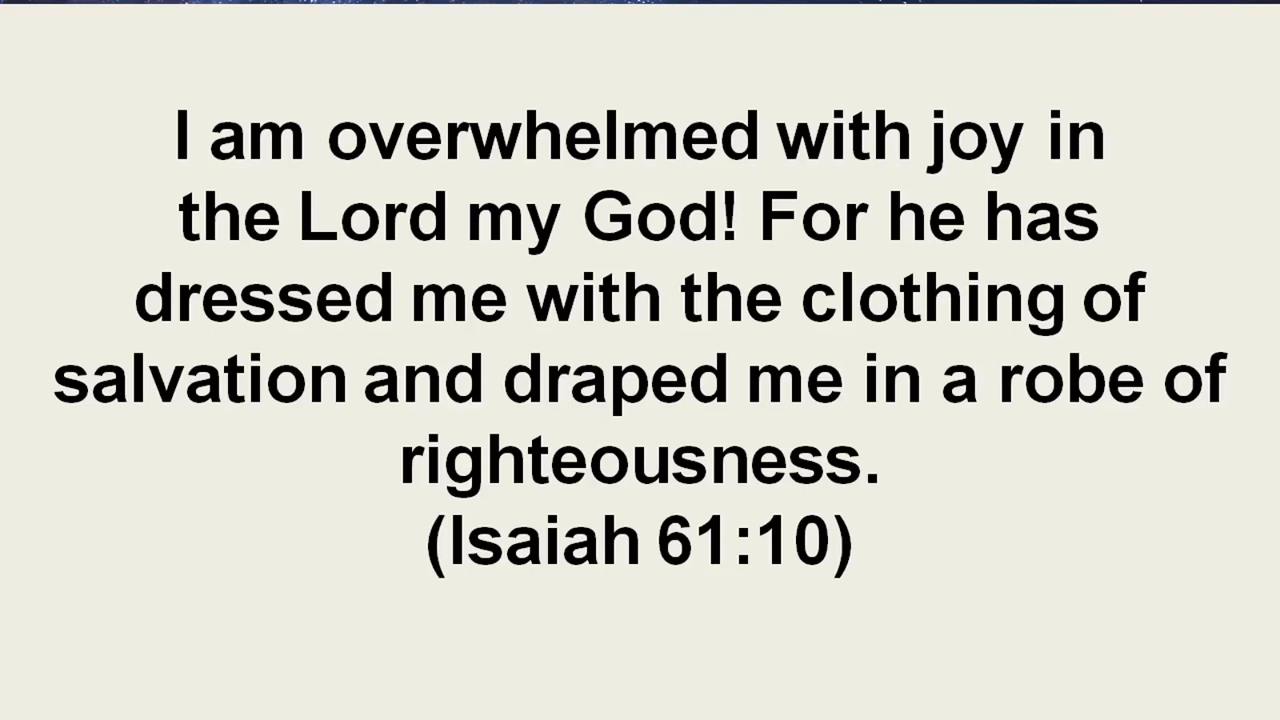 I am overwhelmed with joy in
the Lord my God! For he has
dressed me with the clothing of
salvation and draped me in a robe of
righteousness.
(Isaiah 61:10)